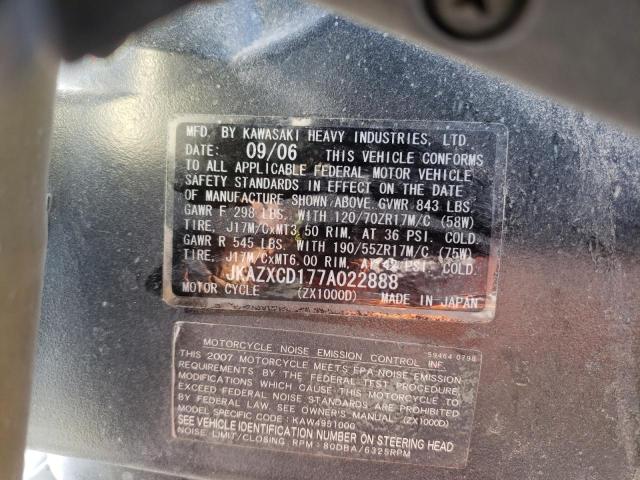 MFD. BY KAWASAKI HEAVY INDUSTRIES, LTD.
DATE: 09/06 THIS VEHICLE CONFORMS
TO ALL APPLICABLE FEDERAL MOTOR VEHICLE
SAFETY STANDARDS IN EFFECT ON THE DATE
OF MANUFACTURE SHOWN ABOVE. GVWR 843 LBS,
GAWR F 298 LBS. WITH 120/70ZR17M/C (58W)
TIRE, J17M/CxMT3.50 RIM, AT 36 PSI. COLD.
GAWR R 545 LBS. WITH 190/55ZR17M/C (75W)
TIRE, J17M/CxMT6.00 RIM, AT 42 PSI. COLD.
JKAZXCD177A022888
MOTOR CYCLE (ZX1000D) MADE IN JAPAN
59464 0798
MOTORCYCLE NOISE EMISSION CONTROL INF.
THIS 2007 MOTORCYCLE MEETS EPA NOISE EMISSION
REQUIREMENTS BY THE FEDERAL TEST PROCEDURE.
MODIFICATIONS WHICH CAUSE THIS MOTORCYCLE TO
EXCEED FEDERAL NOISE STANDARDS ARE PROHIBITED
BY FEDERAL LAW. SEE OWNER'S MANUAL. (ZX1000D)
MODEL SPECIFIC CODE: KAW4951000
SEE VEHICLE IDENTIFICATION NUMBER ON STEERING HEAD
NOISE LIMIT/CLOSING RPM: 80DBA/6325RPM